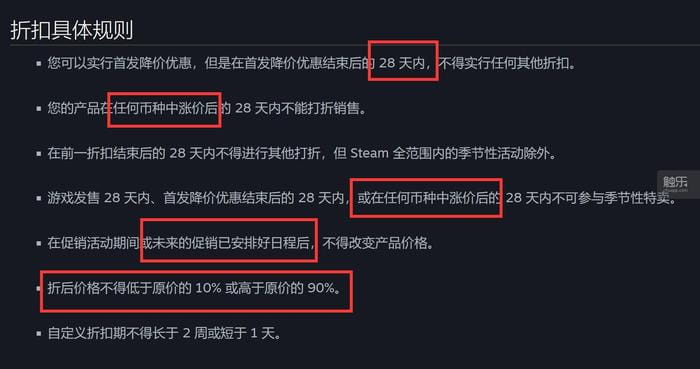 折扣具体规则
您可以实行首发降价优惠，但是在首发降价优惠结束后的 28 天内，不得实行任何其他折扣。
您的产品在任何币种中涨价后的 28 天内不能打折销售。
在前一折扣结束后的 28 天内不得进行其他打折，但 Steam 全范围内的季节性活动除外。
触乐
游戏发售 28 天内、首发降价优惠结束后的 28 天内，或在任何币种中涨价后的 28 天内不可参与季节性特卖。
在促销活动期间或未来的促销已安排好日程后，不得改变产品价格。
折后价格不得低于原价的 10% 或高于原价的 90%。
自定义折扣期不得长于 2 周或短于 1 天。